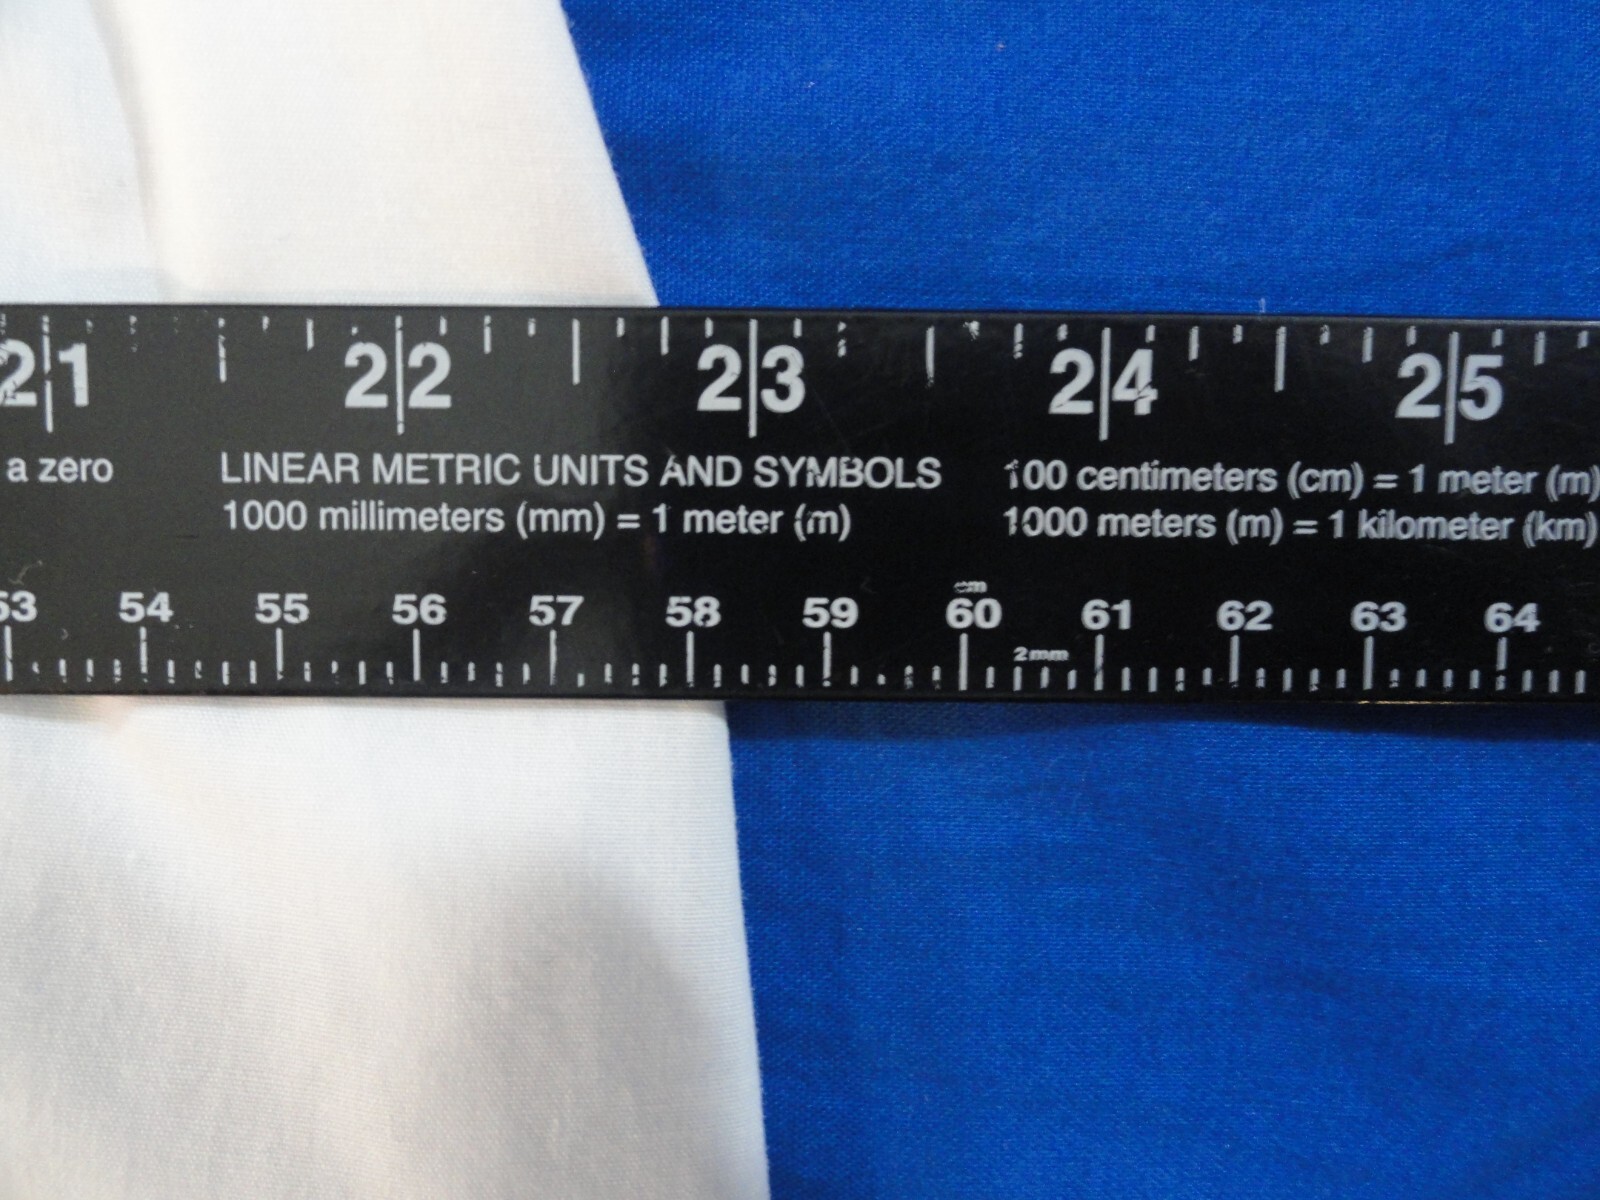 21 22 23 24 25
a zero
LINEAR METRIC UNITS AND SYMBOLS
1000 millimeters (mm) = 1 meter (m)
100 centimeters (cm) = 1 meter (m)
1000 meters (m) = 1 kilometer (km)
cm
53 54 55 56 57 58 59 60 61 62 63 64
2mm